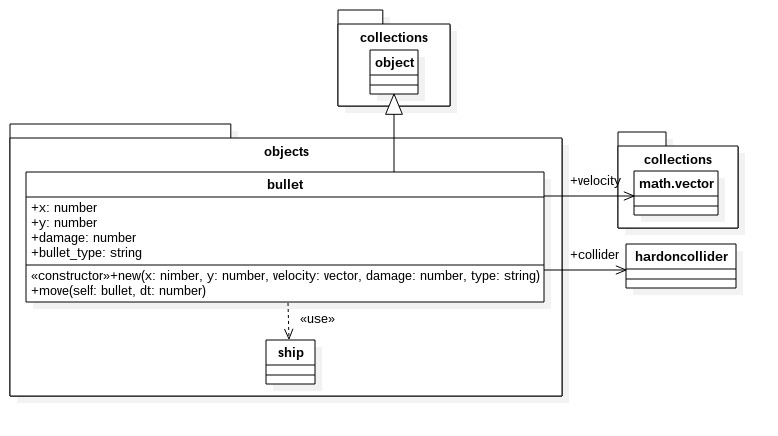 collections
object
objects
bullet
+x: number
+y: number
+damage: number
+bullet_type: string
«constructor»+new(x: nimber, y: number, velocity: vector, damage: number, type: string)
+move(self: bullet, dt: number)
«use»
ship
+velocity
collections
math.vector
+collider
hardoncollider